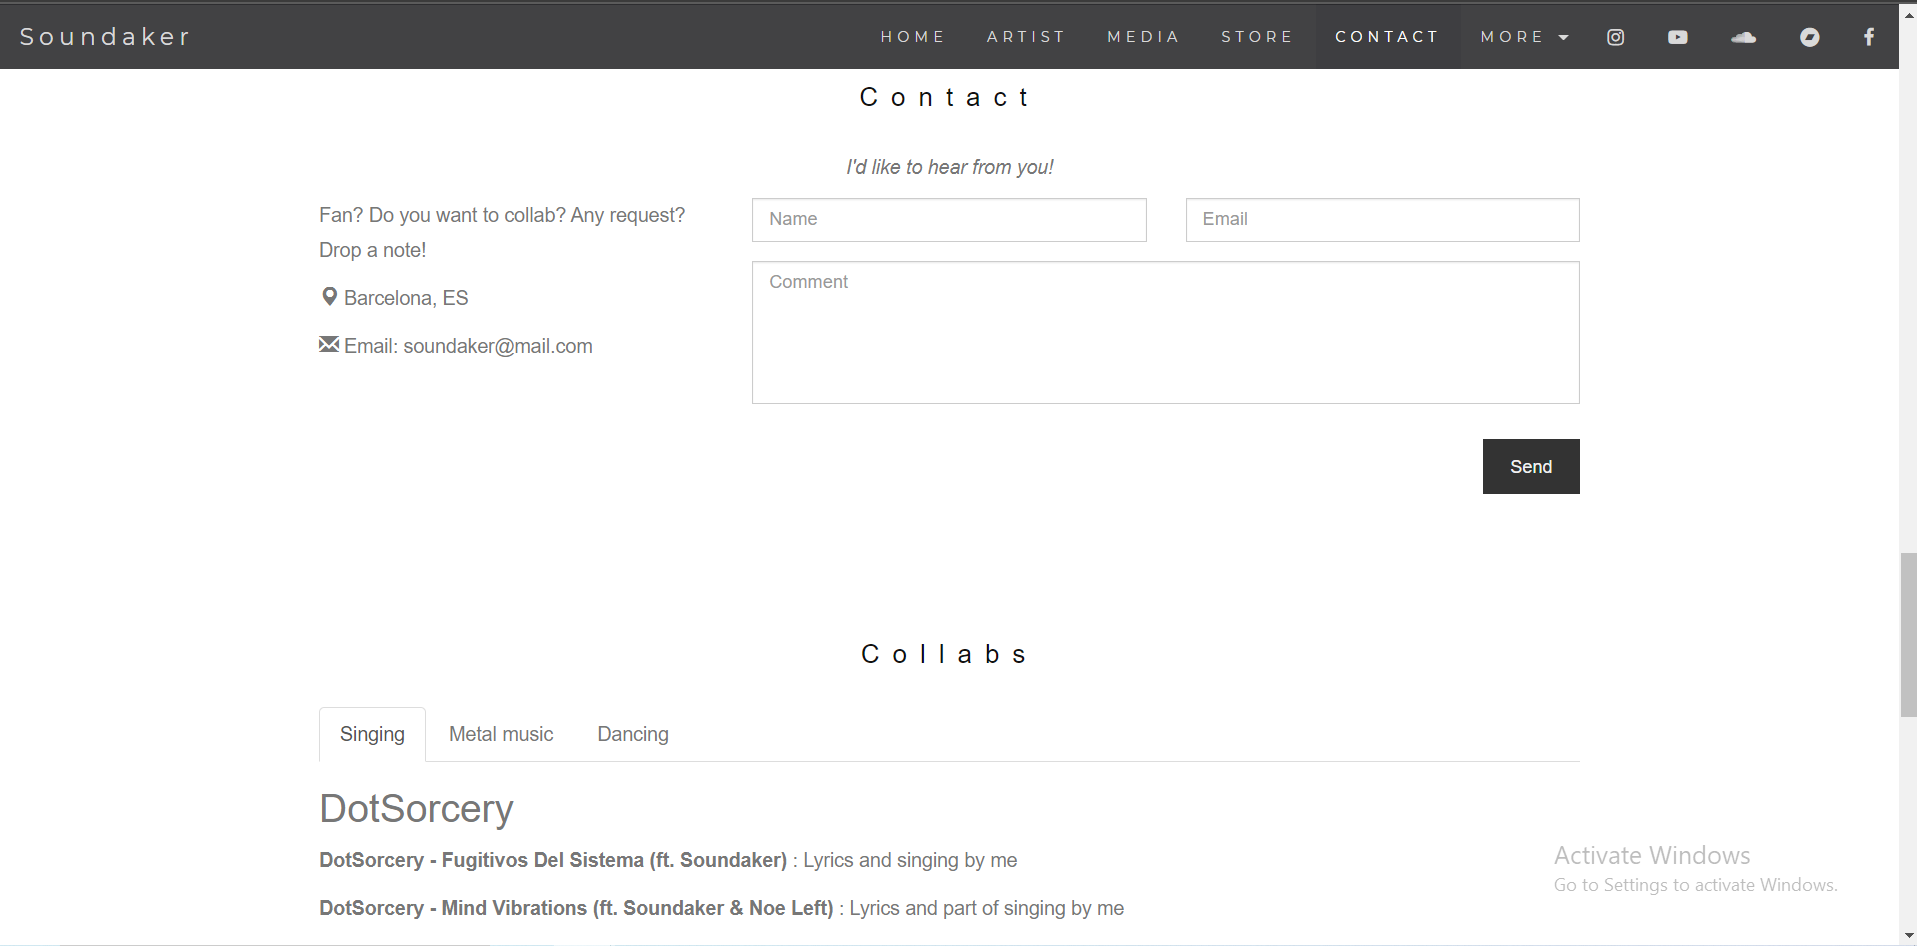 Soundaker
HOME ARTIST MEDIA STORE CONTACT MORE
Contact
I'd like to hear from you!
Fan? Do you want to collab? Any request?
Drop a note!
Barcelona, ES
Email: soundaker@mail.com
Name
Email
Comment
Send
Collabs
Singing Metal music Dancing
DotSorcery
DotSorcery - Fugitivos Del Sistema (ft. Soundaker) : Lyrics and singing by me
DotSorcery - Mind Vibrations (ft. Soundaker & Noe Left) : Lyrics and part of singing by me
Activate Windows
Go to Settings to activate Windows.